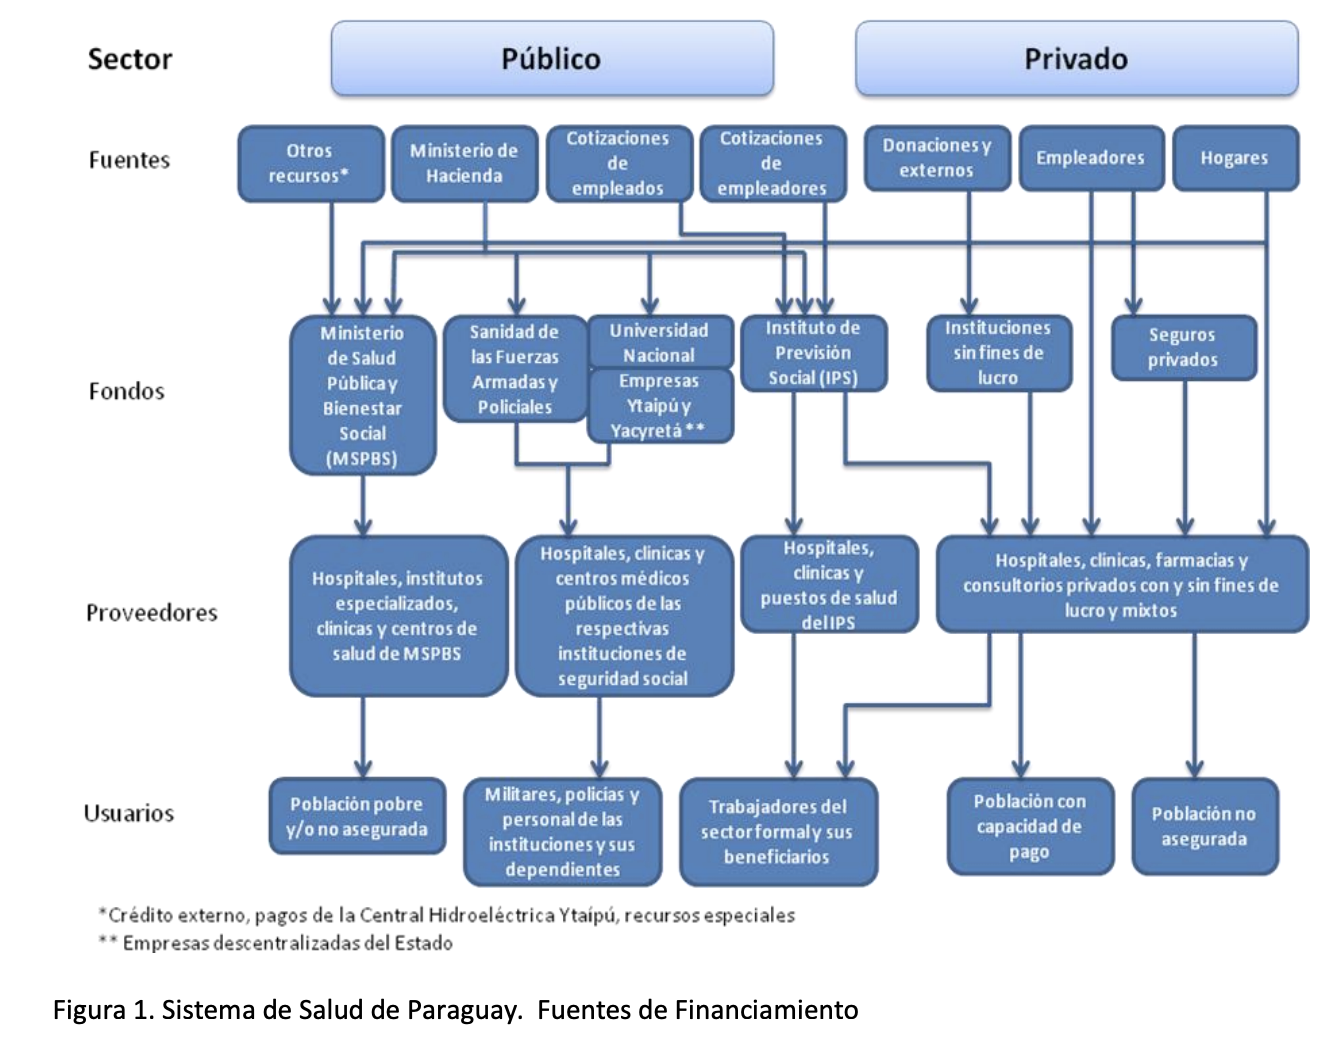 Sector
Público
Privado
Fuentes
Otros
recursos*
Ministerio de
Hacienda
Cotizaciones
de
empleados
Cotizaciones
de
empleadores
Donaciones y
externos
Empleadores
Hogares
Fondos
Ministerio
de Salud
Pública y
Bienestar
Social
(MSPBS)
Sanidad de
las Fuerzas
Armadas y
Policiales
Universidad
Nacional
Empresas
Ytaipú y
Yacyretá **
Instituto de
Previsión
Social (IPS)
Instituciones
sin fines de
lucro
Seguros
privados
Proveedores
Hospitales, institutos
especializados,
clínicas y centros de
salud de MSPBS
Hospitales, clínicas y
centros médicos
públicos de las
respectivas
instituciones de
seguridad social
Hospitales,
clínicas y
puestos de salud
del IPS
Hospitales, clínicas, farmacias y
consultorios privados con y sin fines de
lucro y mixtos
Usuarios
Población pobre
y/o no asegurada
Militares, policías y
personal de las
instituciones y sus
dependientes
Trabajadores del
sector formal y sus
beneficiarios
Población con
capacidad de
pago
Población no
asegurada
*Crédito externo, pagos de la Central Hidroeléctrica Ytaípú, recursos especiales
** Empresas descentralizadas del Estado
Figura 1. Sistema de Salud de Paraguay.  Fuentes de Financiamiento